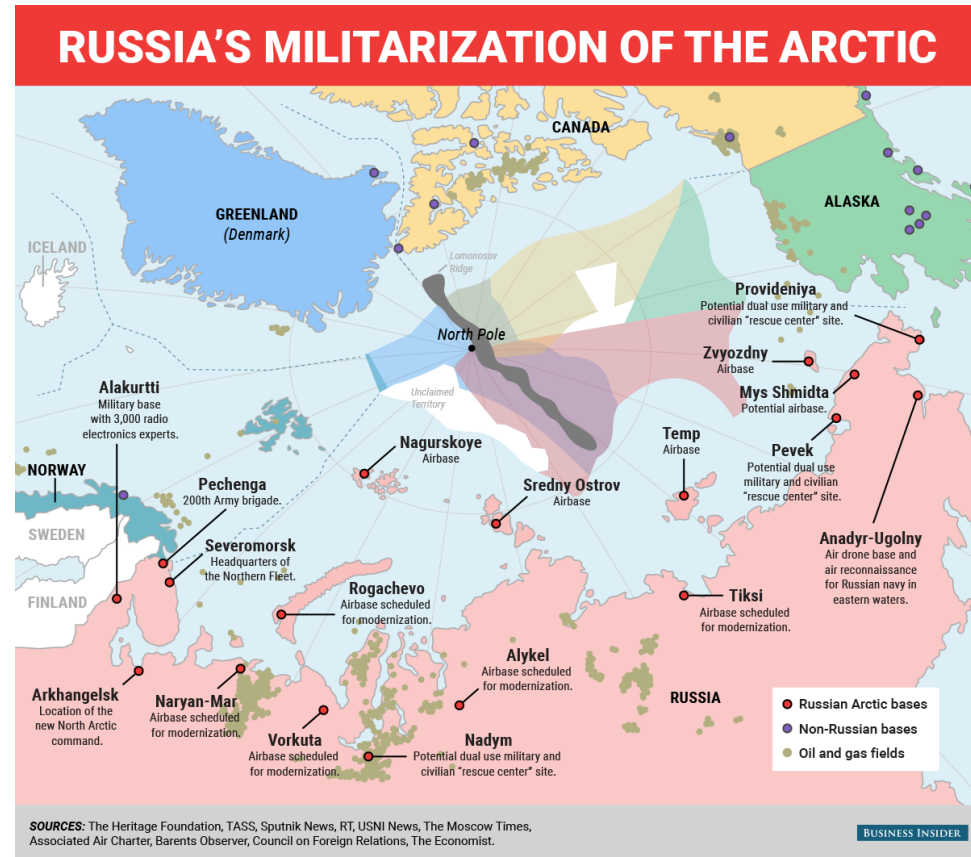 RUSSIA'S MILITARIZATION OF THE ARCTIC
CANADA
GREENLAND
(Denmark)
ALASKA
ICELAND
Lomonosov
Ridge
North Pole
Unclaimed
Territory
Provideniya
Potential dual use military and
civilian "rescue center" site.
Zvyozdny
Airbase
Mys Shmidta
Potential airbase.
Pevek
Potential dual use
military and civilian
"rescue center" site.
Anadyr-Ugolny
Air drone base and
air reconnaissance
for Russian navy in
eastern waters.
Alakurtti
Military base
with 3,000 radio
electronics experts.
Nagurskoye
Airbase
Temp
Airbase
Sredny Ostrov
Airbase
NORWAY
SWEDEN
FINLAND
Pechenga
200th Army brigade.
Severomorsk
Headquarters of
the Northern Fleet.
Rogachevo
Airbase scheduled
for modernization.
Tiksi
Airbase scheduled
for modernization.
Alykel
Airbase scheduled
for modernization.
RUSSIA
Arkhangelsk
Location of the
new North Arctic
command.
Naryan-Mar
Airbase scheduled
for modernization.
Vorkuta
Airbase scheduled
for modernization.
Nadym
Potential dual use military and
civilian "rescue center" site.
Russian Arctic bases
Non-Russian bases
Oil and gas fields
SOURCES: The Heritage Foundation, TASS, Sputnik News, RT, USNI News, The Moscow Times,
Associated Air Charter, Barents Observer, Council on Foreign Relations, The Economist.
BUSINESS INSIDER